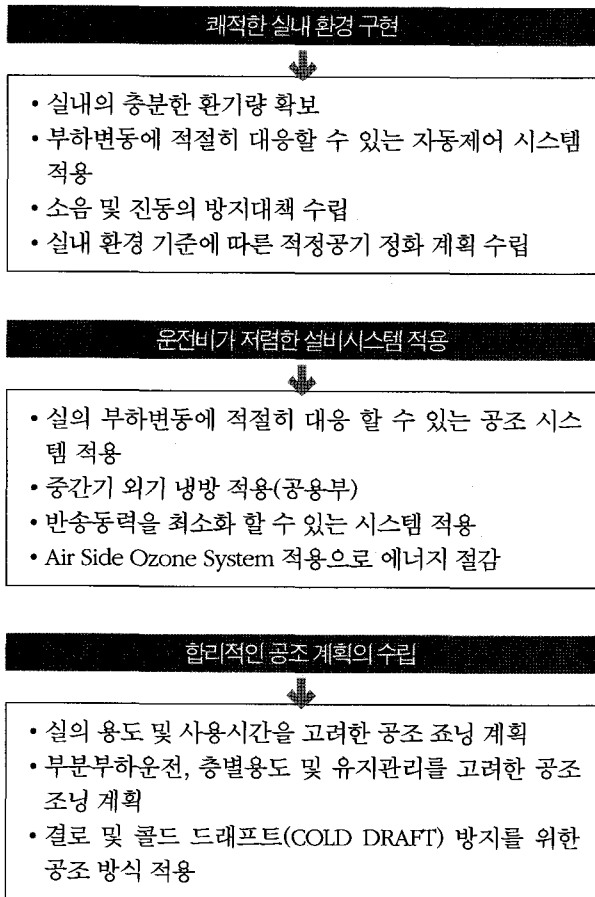 쾌적한 실내 환경 구현
• 실내의 충분한 환기량 확보
• 부하변동에 적절히 대응할 수 있는 자동제어 시스템
적용
• 소음 및 진동의 방지대책 수립
• 실내 환경 기준에 따른 적정공기 정화 계획 수립
운전비가 저렴한 설비시스템 적용
• 실의 부하변동에 적절히 대응 할 수 있는 공조 시스
템 적용
• 중간기 외기 냉방 적용(공용부)
• 반송동력을 최소화 할 수 있는 시스템 적용
• Air Side Ozone System 적용으로 에너지 절감
합리적인 공조 계획의 수립
• 실의 용도 및 사용시간을 고려한 공조 죠닝 계획
• 부분부하운전, 층별용도 및 유지관리를 고려한 공조
조닝 계획
• 결로 및 콜드 드래프트(COLD DRAFT) 방지를 위한
공조 방식 적용